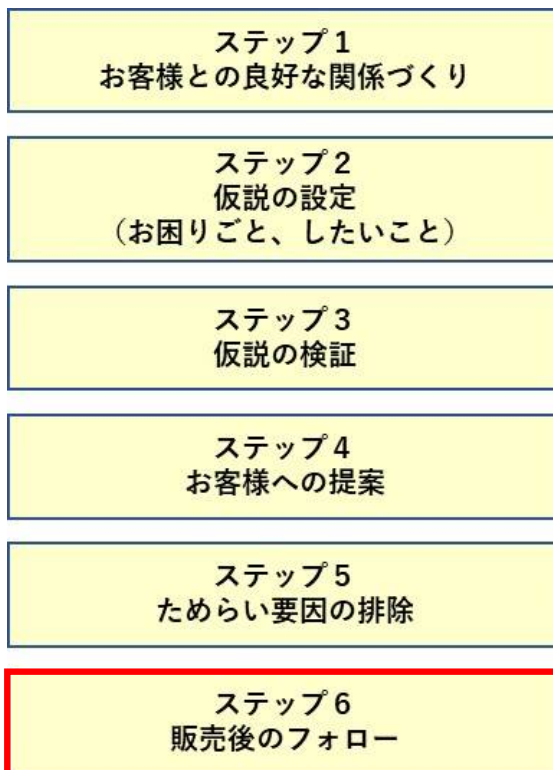 ステップ１
お客様との良好な関係づくり
ステップ２
仮説の設定
（お困りごと、したいこと）
ステップ３
仮説の検証
ステップ４
お客様への提案
ステップ５
ためらい要因の排除
ステップ６
販売後のフォロー